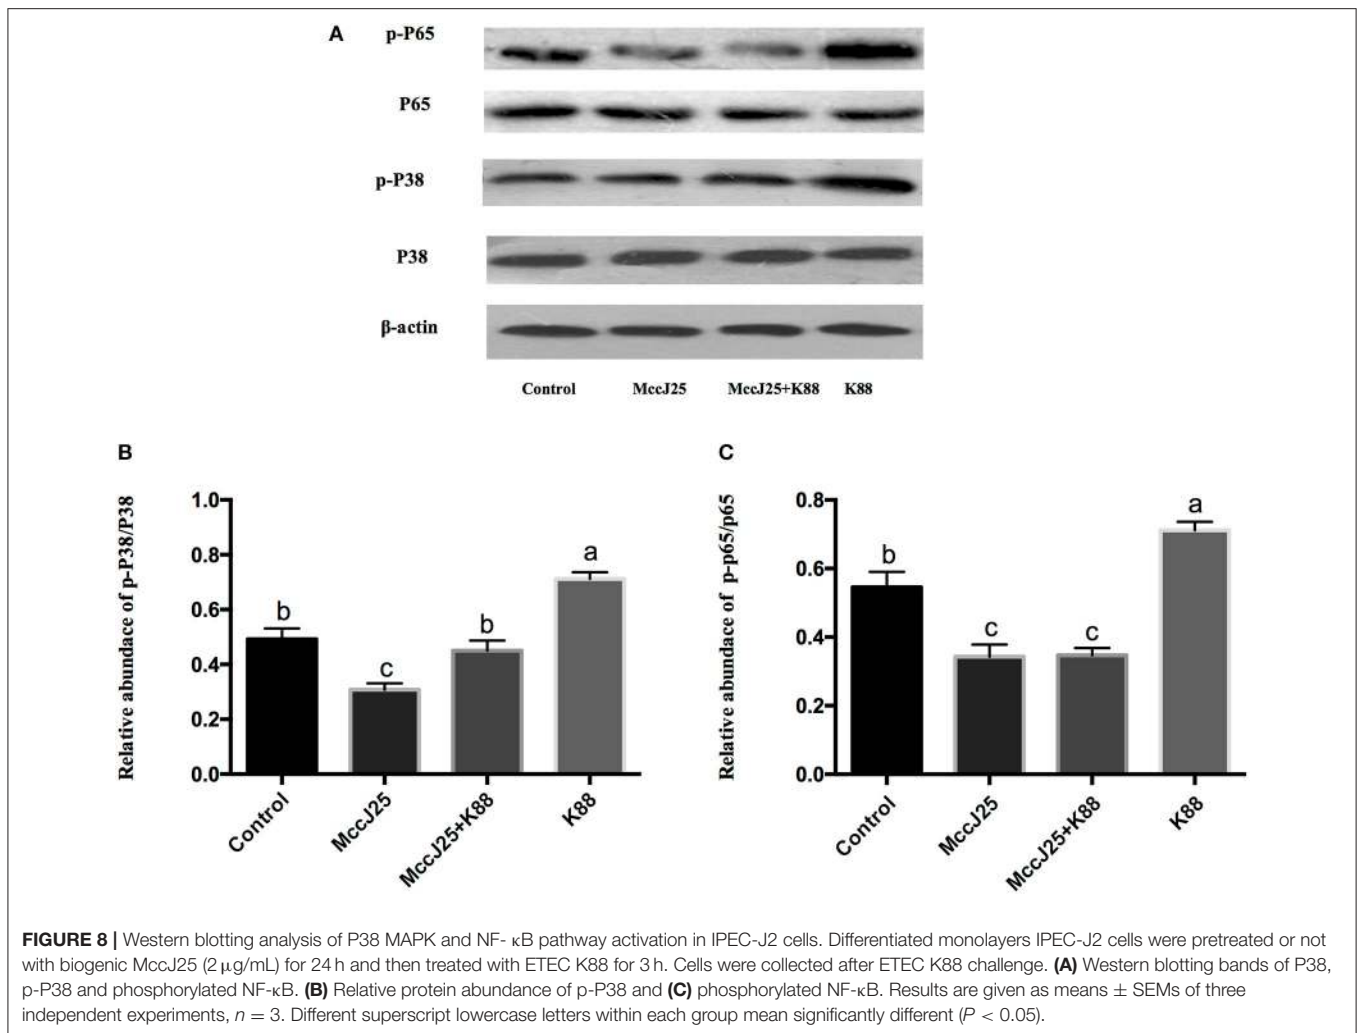 A
p-P65
P65
p-P38
P38
β-actin
Control MccJ25 MccJ25+K88 K88
B
Relative abundace of p-P38/P38
1.0
0.8
0.6
0.4
0.2
0.0
b
c
b
a
Control
MccJ25
MccJ25+K88
K88
C
Relative abundace of p-p65/p65
0.8
0.6
0.4
0.2
0.0
b
c
c
a
Control
MccJ25
MccJ25+K88
K88
FIGURE 8 | Western blotting analysis of P38 MAPK and NF- κB pathway activation in IPEC-J2 cells. Differentiated monolayers IPEC-J2 cells were pretreated or not
with biogenic MccJ25 (2 μg/mL) for 24 h and then treated with ETEC K88 for 3 h. Cells were collected after ETEC K88 challenge. (A) Western blotting bands of P38,
p-P38 and phosphorylated NF-κB. (B) Relative protein abundance of p-P38 and (C) phosphorylated NF-κB. Results are given as means ± SEMs of three
independent experiments, n = 3. Different superscript lowercase letters within each group mean significantly different (P < 0.05).